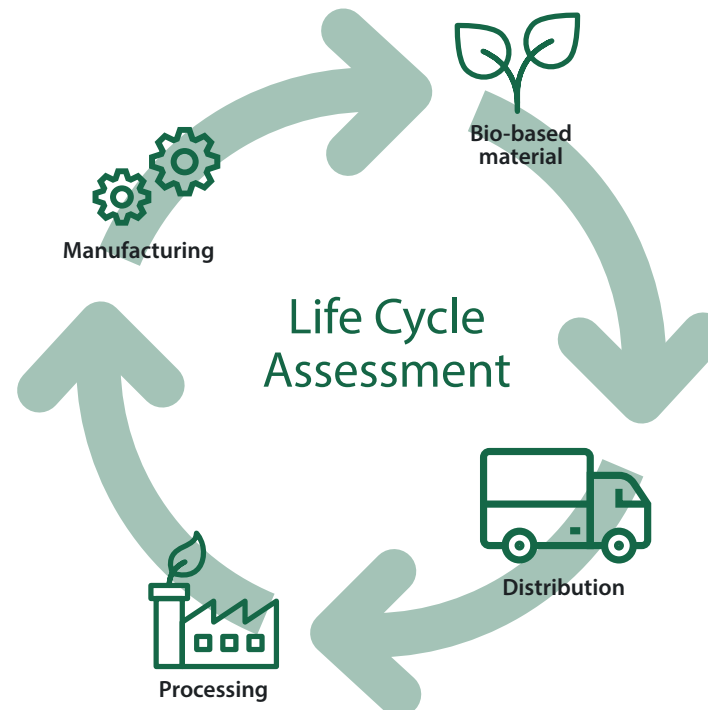 Bio-based
material
Manufacturing
Life Cycle
Assessment
Distribution
Processing